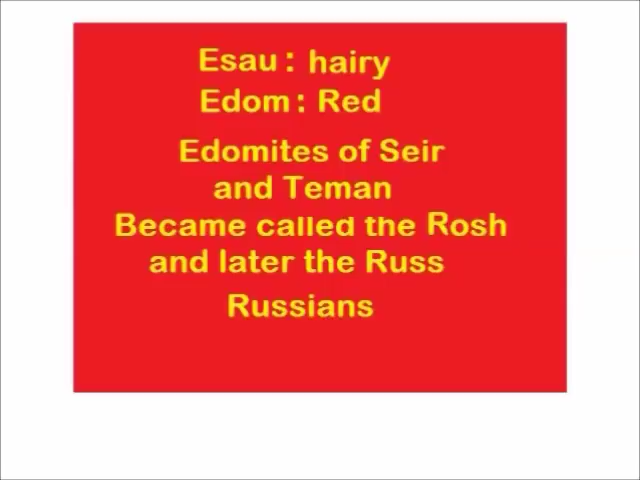 Esau : hairy
Edom : Red
Edomites of Seir
and Teman
Became called the Rosh
and later the Russ
Russians